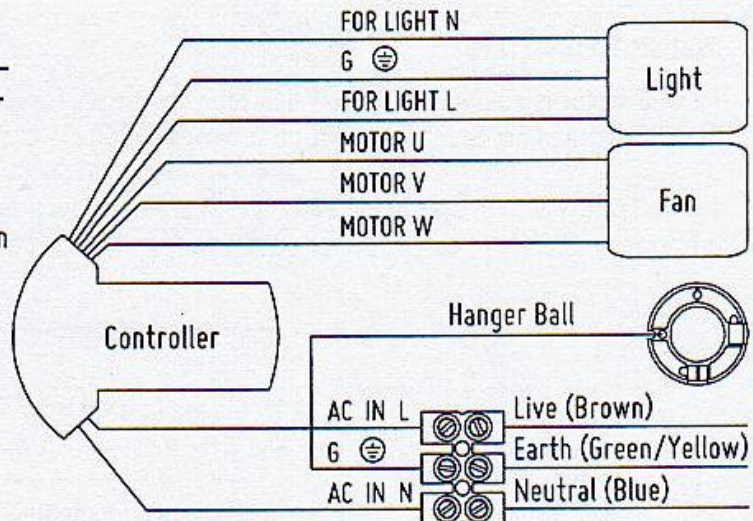 FOR LIGHT N
G
FOR LIGHT L
Light
MOTOR U
MOTOR V
MOTOR W
Fan
Controller
Hanger Ball
AC IN L
Live (Brown)
G
Earth (Green/Yellow)
AC IN N
Neutral (Blue)